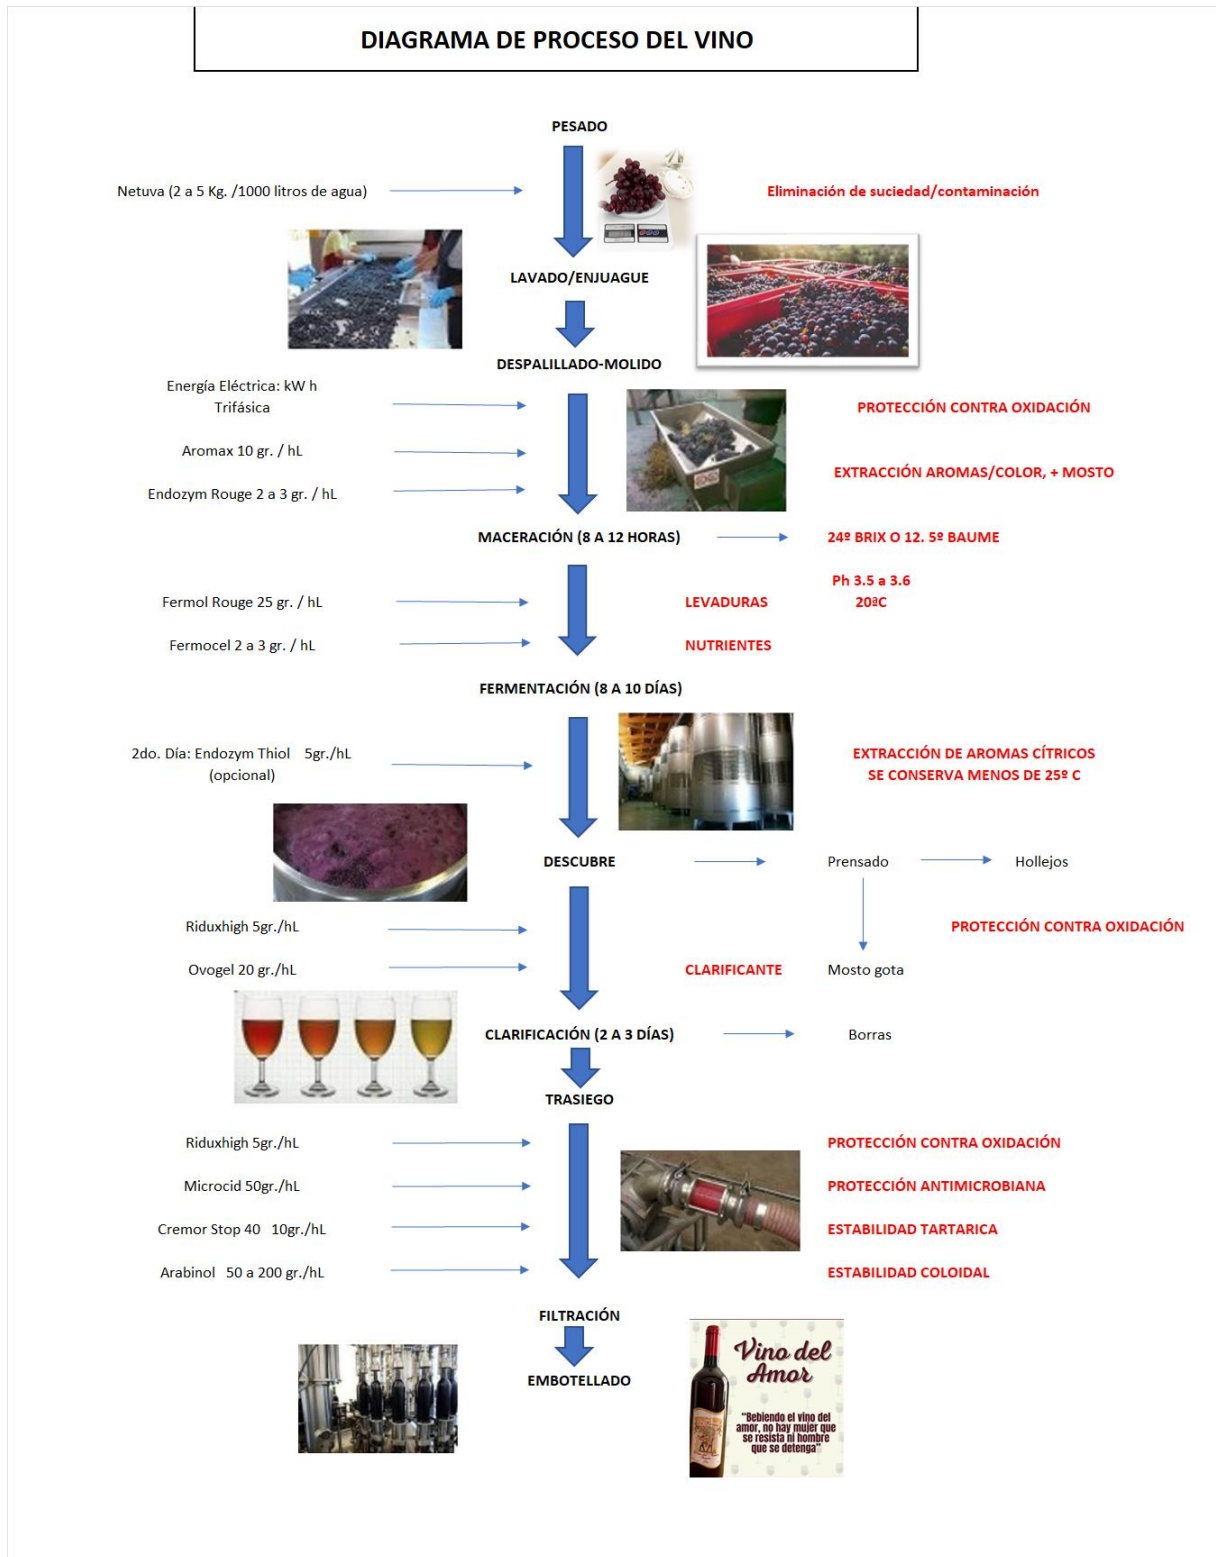 DIAGRAMA DE PROCESO DEL VINO
PESADO
Netuva (2 a 5 Kg. /1000 litros de agua)
Eliminación de suciedad/contaminación
LAVADO/ENJUAGUE
DESPALILLADO-MOLIDO
Energía Eléctrica: kW h
Trifásica
PROTECCIÓN CONTRA OXIDACIÓN
Aromax 10 gr. / hL
EXTRACCIÓN AROMAS/COLOR, + MOSTO
Endozym Rouge 2 a 3 gr. / hL
MACERACIÓN (8 A 12 HORAS)
24º BRIX O 12. 5º BAUME
Ph 3.5 a 3.6
20ªC
Fermol Rouge 25 gr. / hL
LEVADURAS
Fermocel 2 a 3 gr. / hL
NUTRIENTES
FERMENTACIÓN (8 A 10 DÍAS)
2do. Día: Endozym Thiol 5gr./hL
(opcional)
EXTRACCIÓN DE AROMAS CÍTRICOS
SE CONSERVA MENOS DE 25º C
DESCUBRE
Prensado
Hollejos
Riduxhigh 5gr./hL
PROTECCIÓN CONTRA OXIDACIÓN
Ovogel 20 gr./hL
CLARIFICANTE
Mosto gota
CLARIFICACIÓN (2 A 3 DÍAS)
Borras
TRASIEGO
Riduxhigh 5gr./hL
PROTECCIÓN CONTRA OXIDACIÓN
Microcid 50gr./hL
PROTECCIÓN ANTIMICROBIANA
Cremor Stop 40 10gr./hL
ESTABILIDAD TARTARICA
Arabinol 50 a 200 gr./hL
ESTABILIDAD COLOIDAL
FILTRACIÓN
EMBOTELLADO
Vino del
Amor
“Bebiendo el vino del
amor, no hay mujer que
se resista ni hombre
que se detenga”